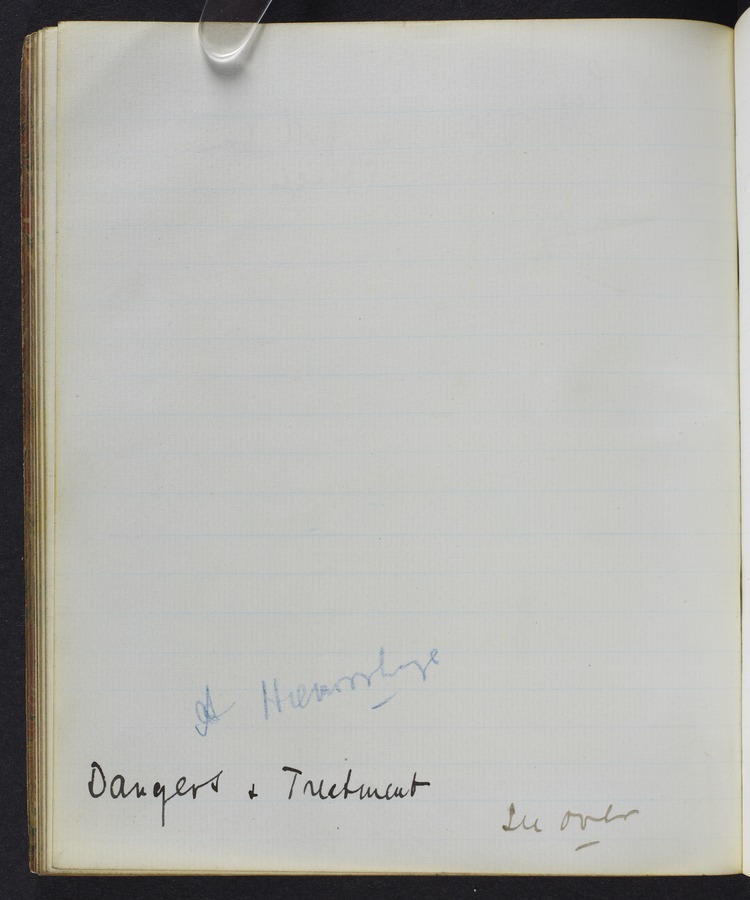 A Hæmorrhage
Dangers + Treatment
See over